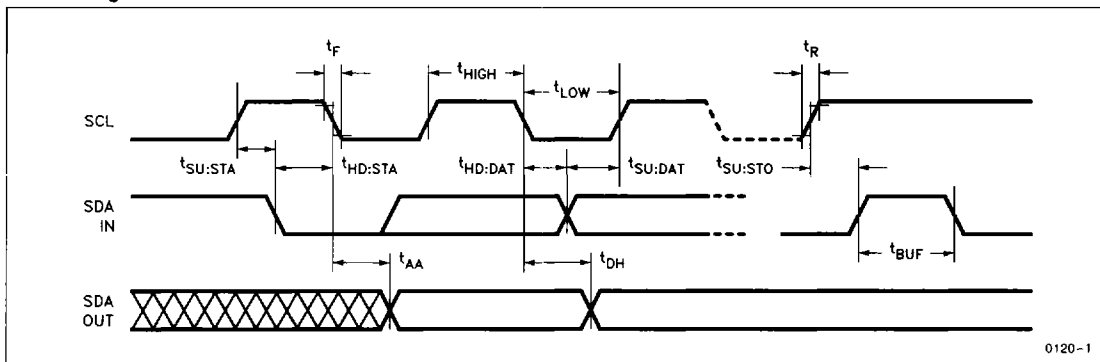 tF
tR
tHIGH
tLOW
SCL
tSU:STA
tHD:STA
tHD:DAT
tSU:DAT
tSU:STO
SDA
IN
tAA
tDH
tBUF
SDA
OUT
0120-1